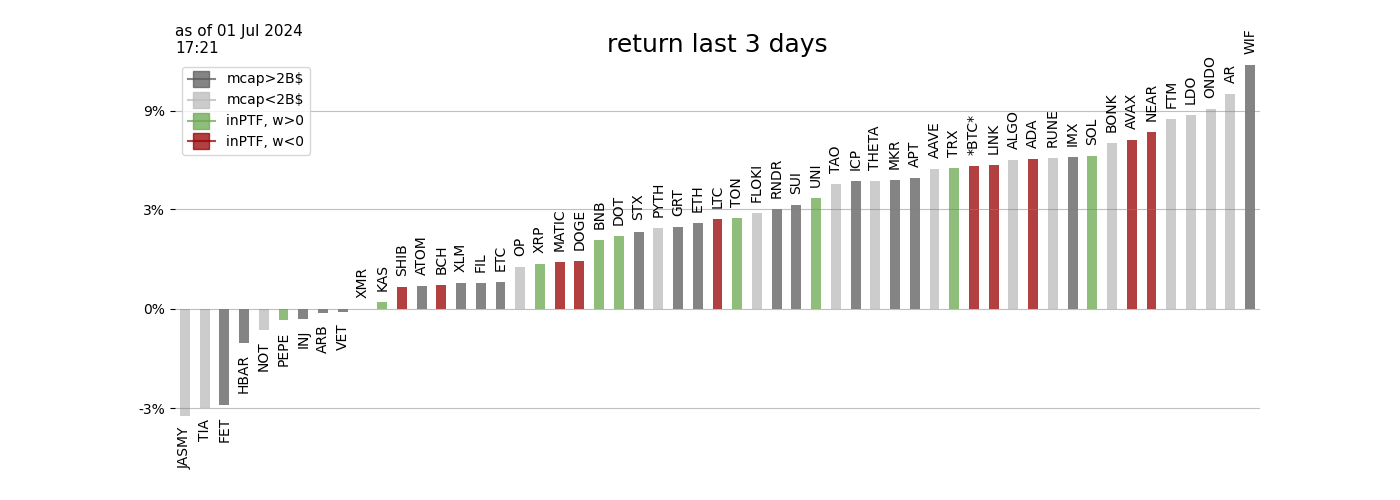 as of 01 Jul 2024
17:21
return last 3 days
mcap>2B$
mcap<2B$
inPTF, w>0
inPTF, w<0
9%
3%
0%
-3%
JASMY
TIA
FET
HBAR
NOT
PEPE
INJ
ARB
VET
XMR
KAS
SHIB
ATOM
BCH
XLM
FIL
ETC
OP
XRP
MATIC
DOGE
BNB
DOT
STX
PYTH
GRT
ETH
LTC
TON
FLOKI
RNDR
SUI
UNI
TAO
ICP
THETA
MKR
APT
AAVE
TRX
*BTC*
LINK
ALGO
ADA
RUNE
IMX
SOL
BONK
AVAX
NEAR
FTM
LDO
ONDO
AR
WIF